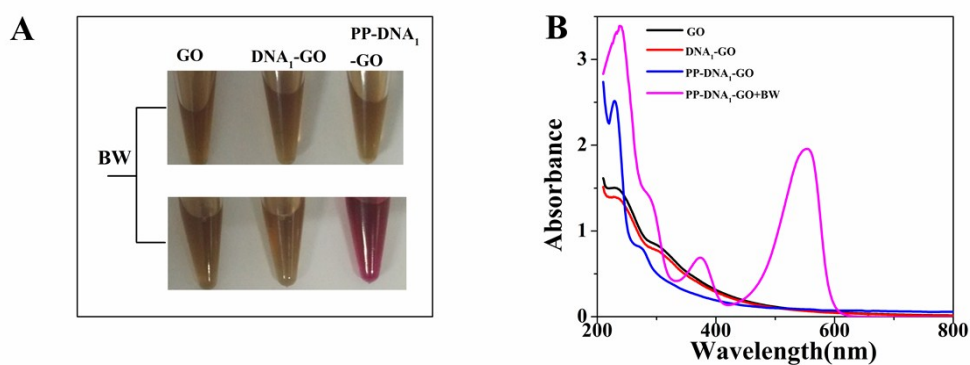 A
GO
DNA1-GO
PP-DNA1
-GO
BW
B
GO
DNA1-GO
PP-DNA1-GO
PP-DNA1-GO+BW
Absorbance
3
2
1
0
200
400
600
800
Wavelength(nm)